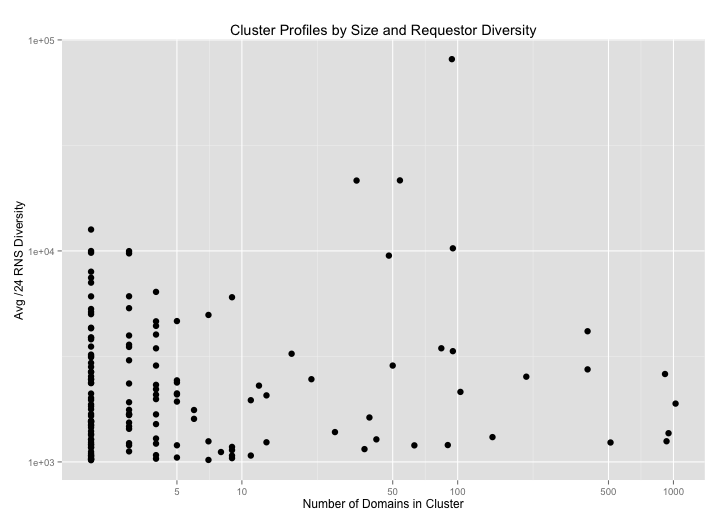 Cluster Profiles by Size and Requestor Diversity
1e+05
1e+04
1e+03
Avg /24 RNS Diversity
5 10 50 100 500 1000
Number of Domains in Cluster